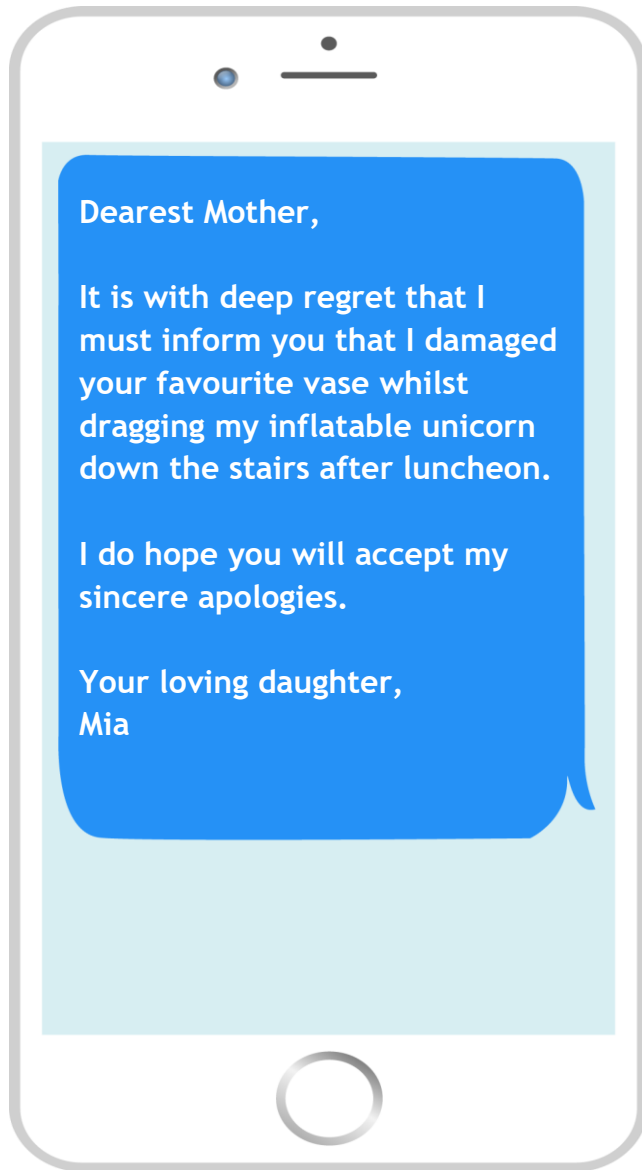 Dearest Mother,
It is with deep regret that I
must inform you that I damaged
your favourite vase whilst
dragging my inflatable unicorn
down the stairs after luncheon.
I do hope you will accept my
sincere apologies.
Your loving daughter,
Mia